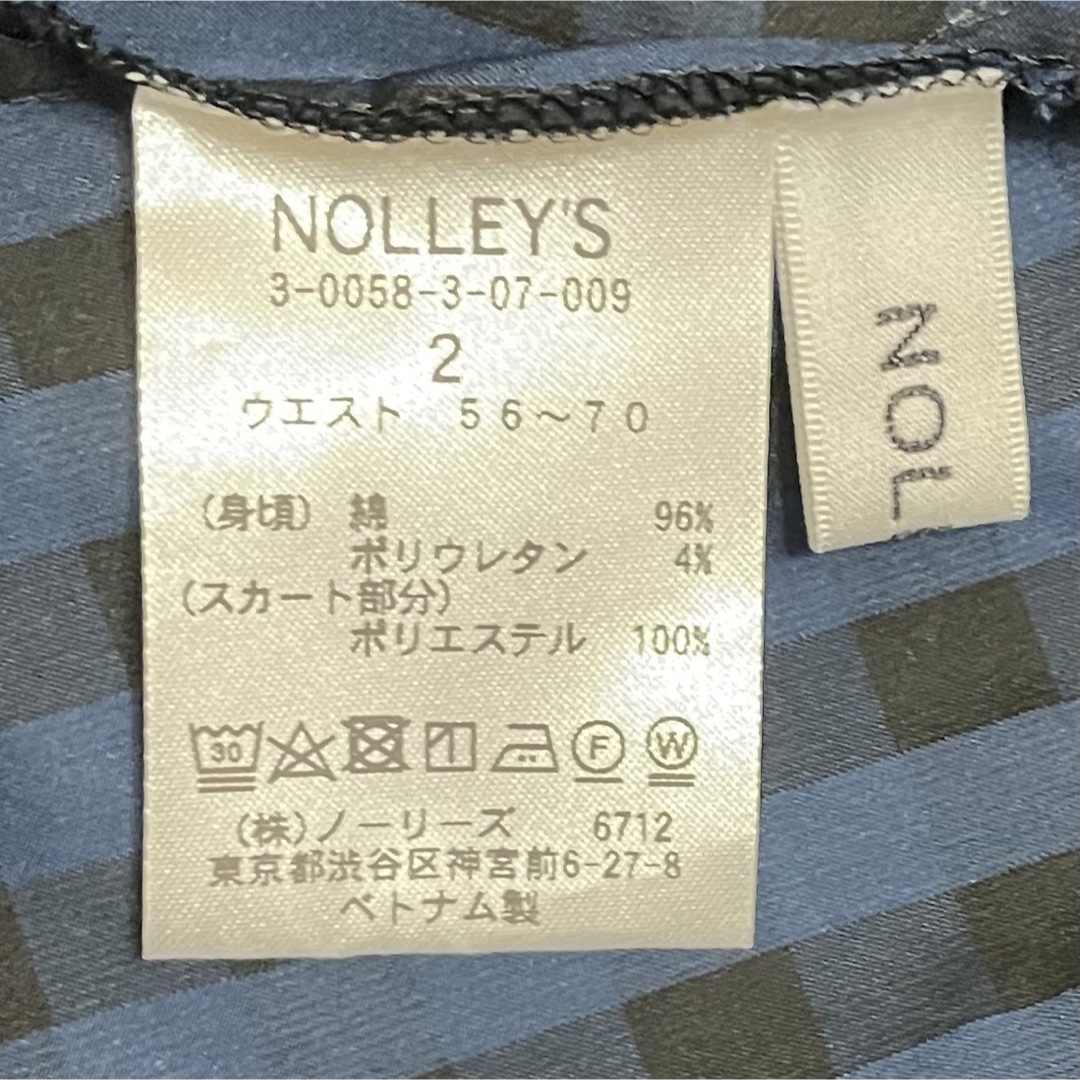 NOLLEY'S
3-0058-3-07-009
2
ウエスト 56〜70
(身頃) 綿 96%
ポリウレタン 4%
(スカート部分)
ポリエステル 100%
30
F
W
(株)ノーリーズ 6712
東京都渋谷区神宮前6-27-8
ベトナム製
NOL